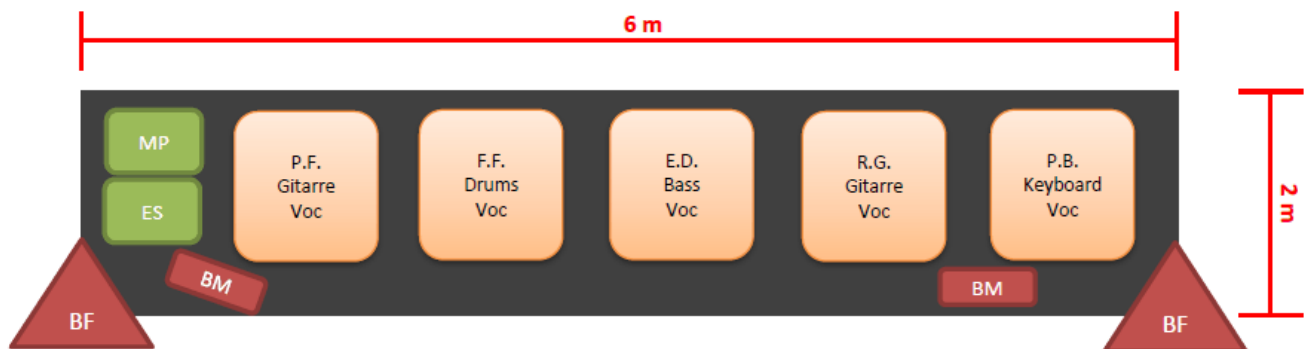 6 m
MP
ES
P.F.
Gitarre
Voc
F.F.
Drums
Voc
E.D.
Bass
Voc
R.G.
Gitarre
Voc
P.B.
Keyboard
Voc
2 m
BM
BM
BF
BF